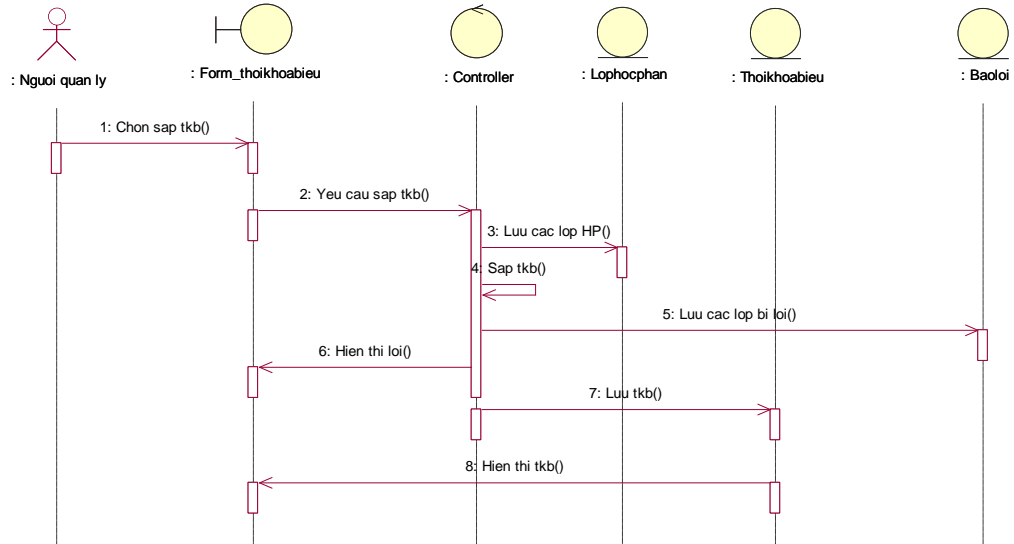 : Nguoi quan ly
: Form_thoikhoabieu
: Controller
: Lophocphan
: Thoikhoabieu
: Baoloi
1: Chon sap tkb()
2: Yeu cau sap tkb()
3: Luu cac lop HP()
4: Sap tkb()
5: Luu cac lop bi loi()
6: Hien thi loi()
7: Luu tkb()
8: Hien thi tkb()